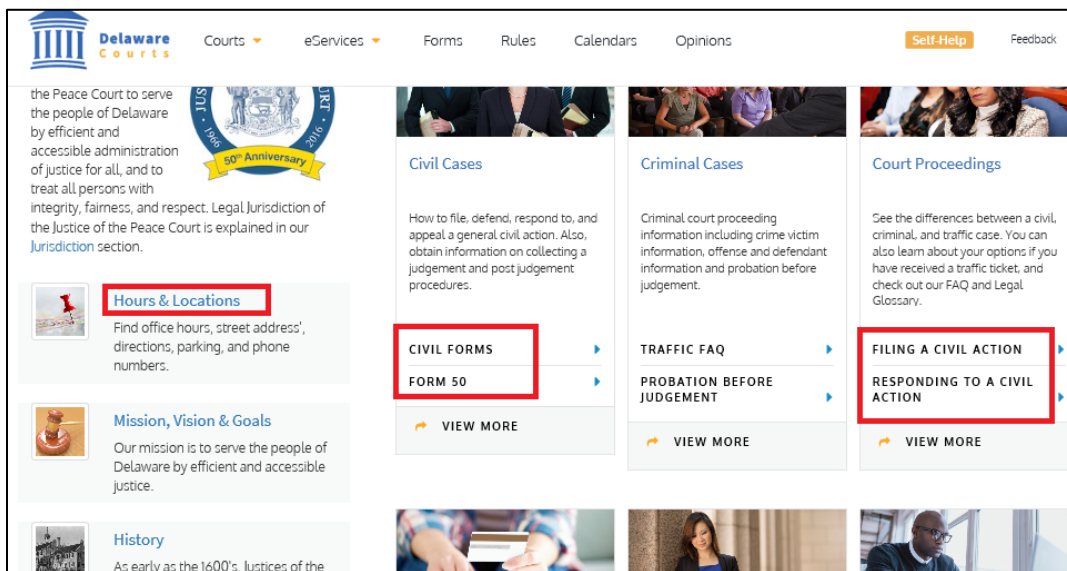 Delaware
Courts
Courts
eServices
Forms
Rules
Calendars
Opinions
Self-Help
Feedback
the Peace Court to serve
the people of Delaware
by efficient and
accessible administration
of justice for all, and to
treat all persons with
integrity, fairness, and respect. Legal Jurisdiction of
the Justice of the Peace Court is explained in our
Jurisdiction section.
JUS
RT
1966
2016
50th Anniversary
Hours & Locations
Find office hours, street address',
directions, parking, and phone
numbers.
Mission, Vision & Goals
Our mission is to serve the people of
Delaware by efficient and accessible
justice.
History
As early as the 1600's, Justices of the
Civil Cases
How to file, defend, respond to, and
appeal a general civil action. Also,
obtain information on collecting a
judgement and post judgement
procedures.
CIVIL FORMS
FORM 50
VIEW MORE
Criminal Cases
Criminal court proceeding
information including crime victim
information, offense and defendant
information and probation before
judgement.
TRAFFIC FAQ
PROBATION BEFORE
JUDGEMENT
VIEW MORE
Court Proceedings
See the differences between a civil,
criminal, and traffic case. You can
also learn about your options if you
have received a traffic ticket, and
check out our FAQ and Legal
Glossary.
FILING A CIVIL ACTION
RESPONDING TO A CIVIL
ACTION
VIEW MORE